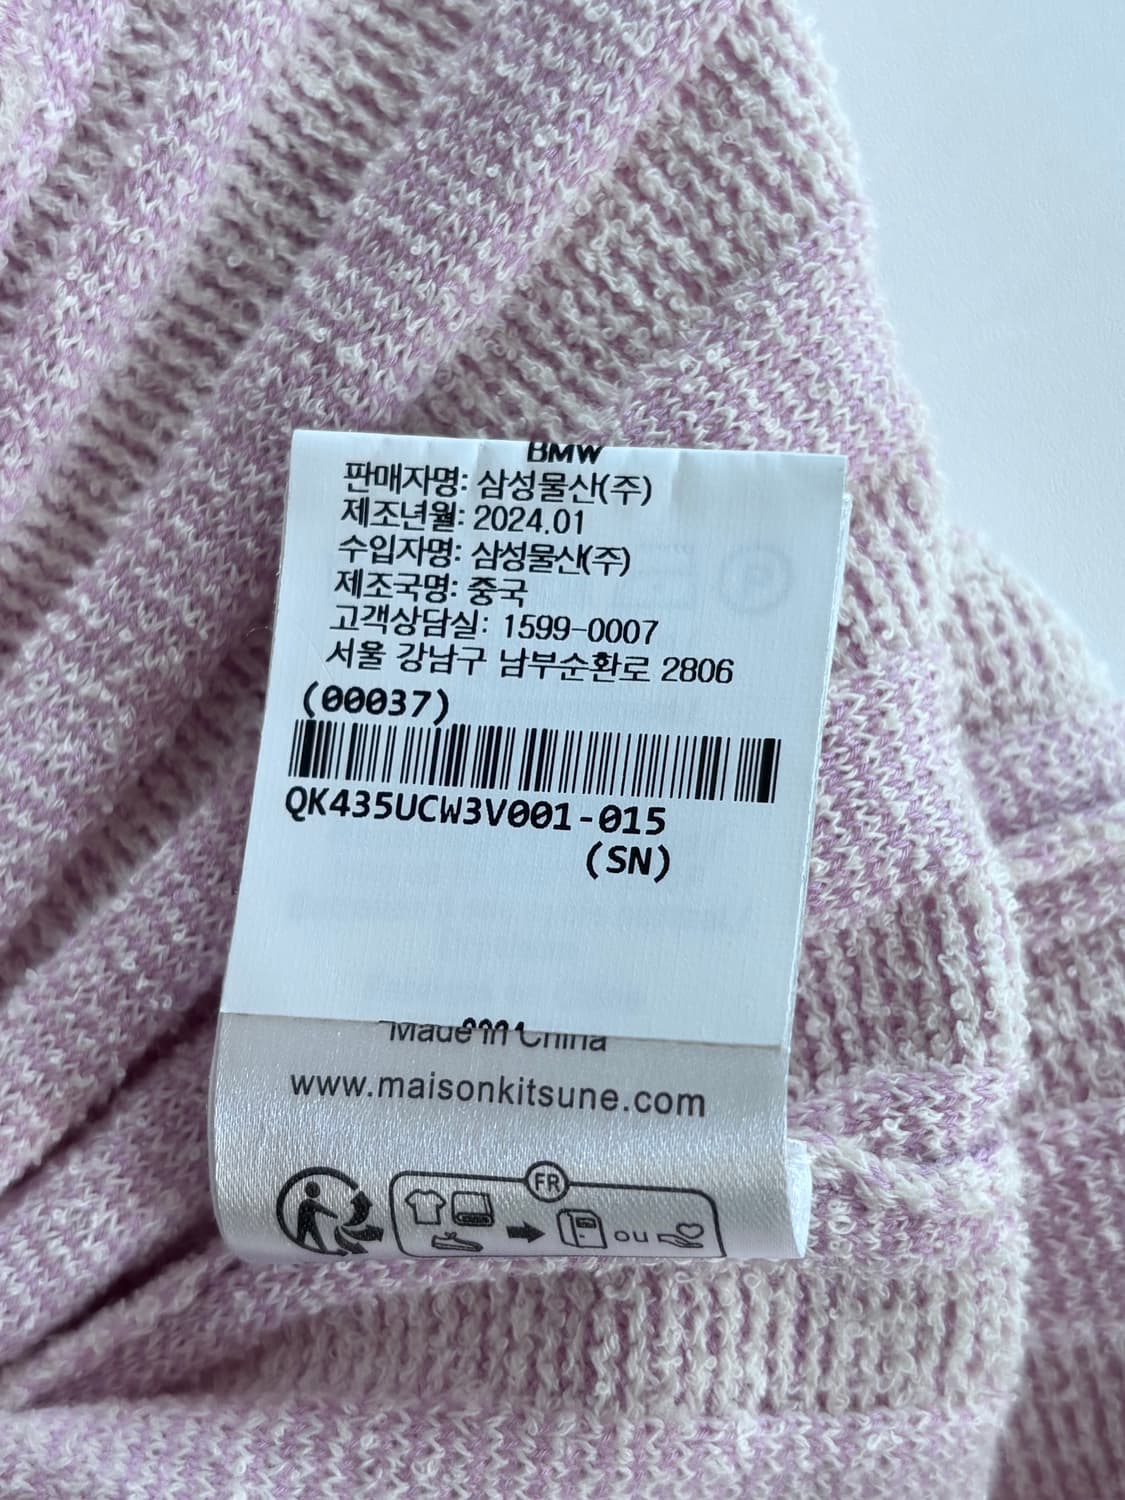 BMW
판매자명: 삼성물산(주)
제조년월: 2024.01
수입자명: 삼성물산(주)
제조국명: 중국
고객상담실: 1599-0007
서울 강남구 남부순환로 2806
(00037)
QK435UCW3V001-015
(SN)
Made in China
www.maisonkitsune.com
FR
ou